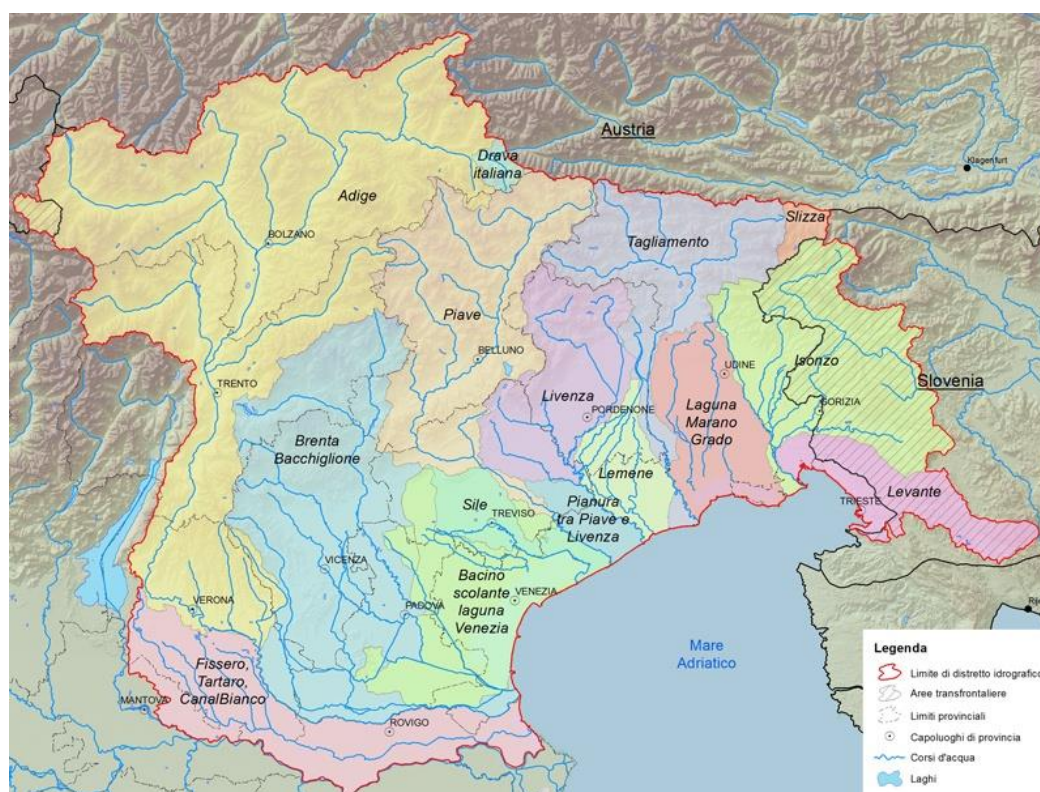 Austria
Klagenfurt
Drava
italiana
Adige
Slizza
Tagliamento
BOLZANO
Piave
BELLUNO
Isonzo
UDINE
Slovenia
TRENTO
Livenza
PORDENONE
Laguna
Marano
Grado
GORIZIA
Brenta
Bacchiglione
Lemene
Levante
TRIESTE
Sile
TREVISO
Pianura
tra Piave e
Livenza
VICENZA
Bacino
scolante
laguna
Venezia
VENEZIA
PADOVA
VERONA
Rij
Mare
Adriatico
Fissero,
Tartaro,
CanalBianco
MANTOVA
ROVIGO
Legenda
Limite di distretto idrografico
Aree transfrontaliere
Limiti provinciali
Capoluoghi di provincia
Corsi d'acqua
Laghi